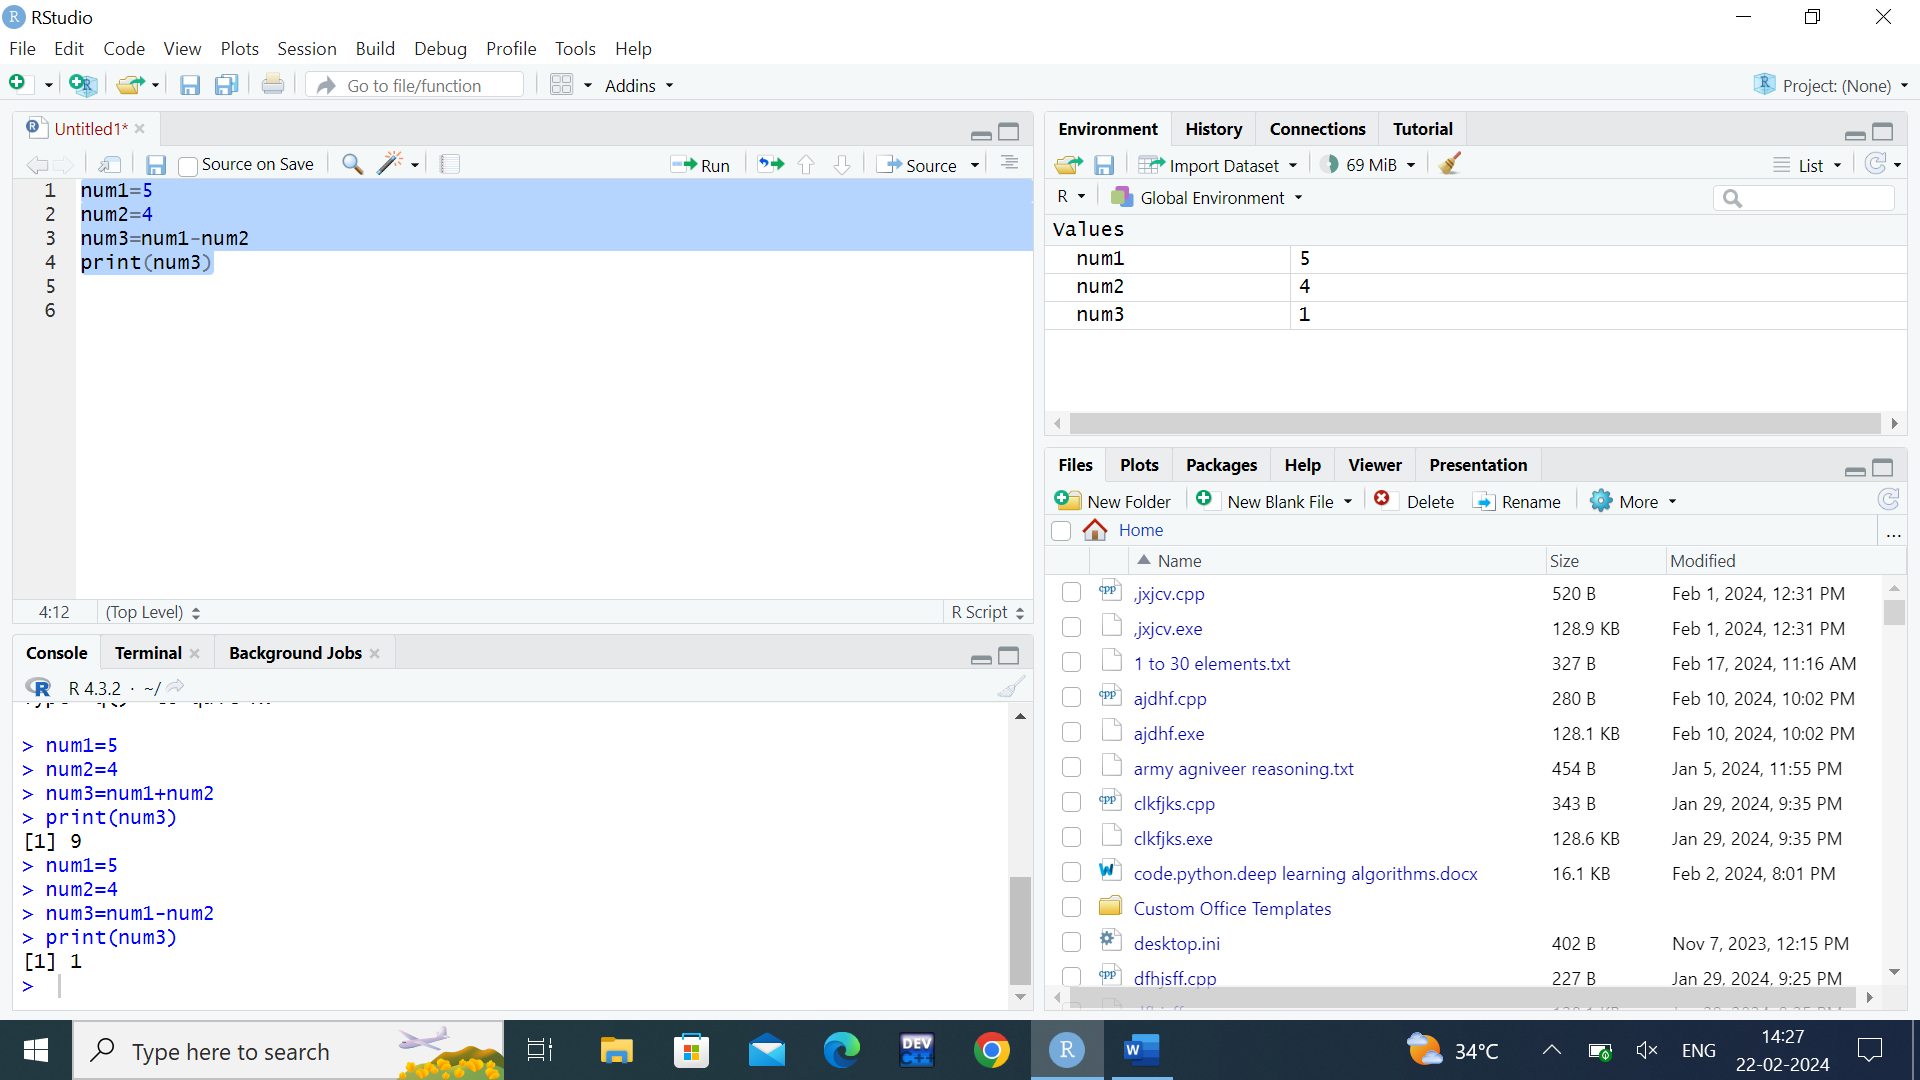 RStudio
File Edit Code View Plots Session Build Debug Profile Tools Help
Go to file/function Addins Project: (None)
Untitled1*
Source on Save Run Source
1 num1=5
2 num2=4
3 num3=num1-num2
4 print(num3)
5
6
4:12 (Top Level) R Script
Console Terminal Background Jobs
R 4.3.2 · ~/
> num1=5
> num2=4
> num3=num1+num2
> print(num3)
[1] 9
> num1=5
> num2=4
> num3=num1-num2
> print(num3)
[1] 1
>
Environment History Connections Tutorial
Import Dataset 69 MiB List
R Global Environment
Values
num1 5
num2 4
num3 1
Files Plots Packages Help Viewer Presentation
New Folder New Blank File Delete Rename More
Home ...
Name Size Modified
,jxjcv.cpp 520 B Feb 1, 2024, 12:31 PM
,jxjcv.exe 128.9 KB Feb 1, 2024, 12:31 PM
1 to 30 elements.txt 327 B Feb 17, 2024, 11:16 AM
ajdhf.cpp 280 B Feb 10, 2024, 10:02 PM
ajdhf.exe 128.1 KB Feb 10, 2024, 10:02 PM
army agniveer reasoning.txt 454 B Jan 5, 2024, 11:55 PM
clkfjks.cpp 343 B Jan 29, 2024, 9:35 PM
clkfjks.exe 128.6 KB Jan 29, 2024, 9:35 PM
code.python.deep learning algorithms.docx 16.1 KB Feb 2, 2024, 8:01 PM
Custom Office Templates
desktop.ini 402 B Nov 7, 2023, 12:15 PM
dfhjsff.cpp 227 B Jan 29, 2024, 9:25 PM
Type here to search DEV C++ 34°C ENG 14:27
22-02-2024